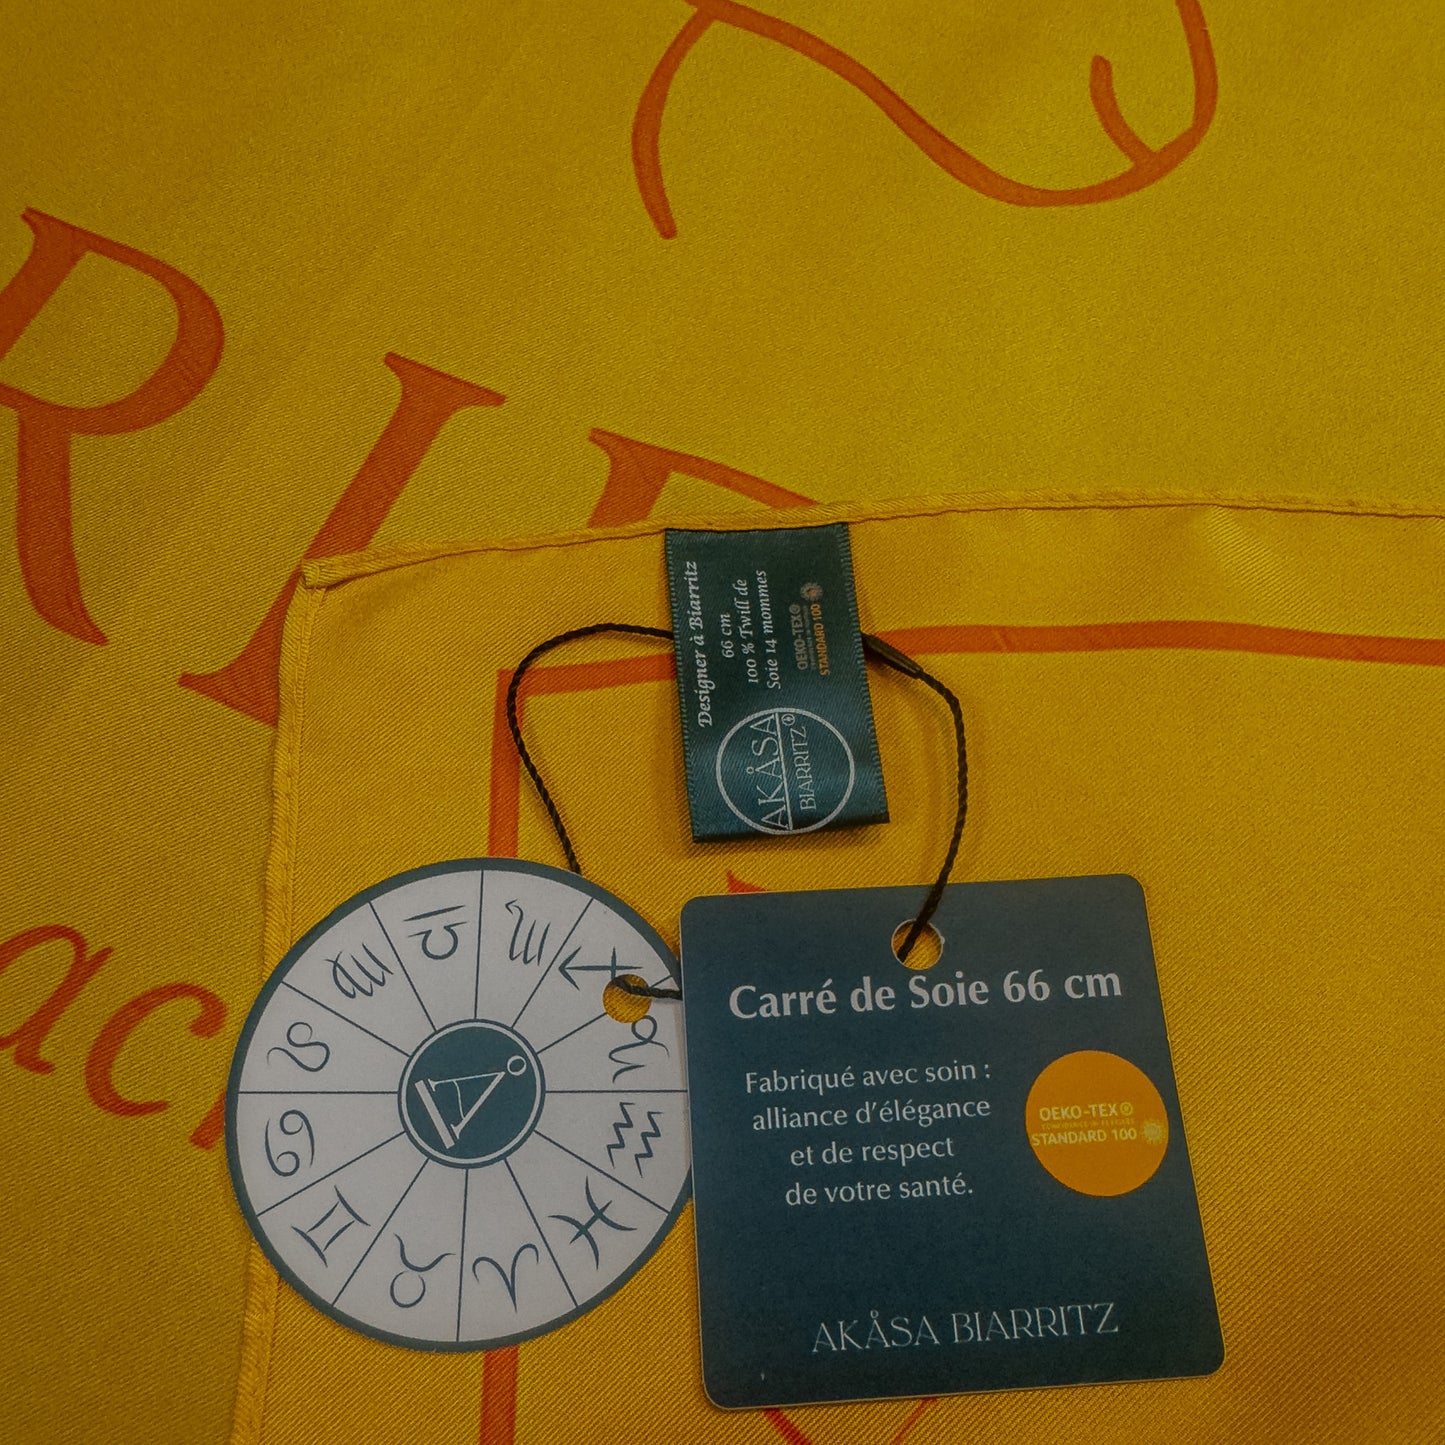 RIE
ac
Designer à Biarritz
66 cm
100 % Twill de
Soie 14 mommes
OEKO-TEX®
STANDARD 100
AKÅSA
BIARRITZ®
Carré de Soie 66 cm
Fabriqué avec soin :
alliance d'élégance
et de respect
de votre santé.
OEKO-TEX®
STANDARD 100
AKÅSA BIARRITZ